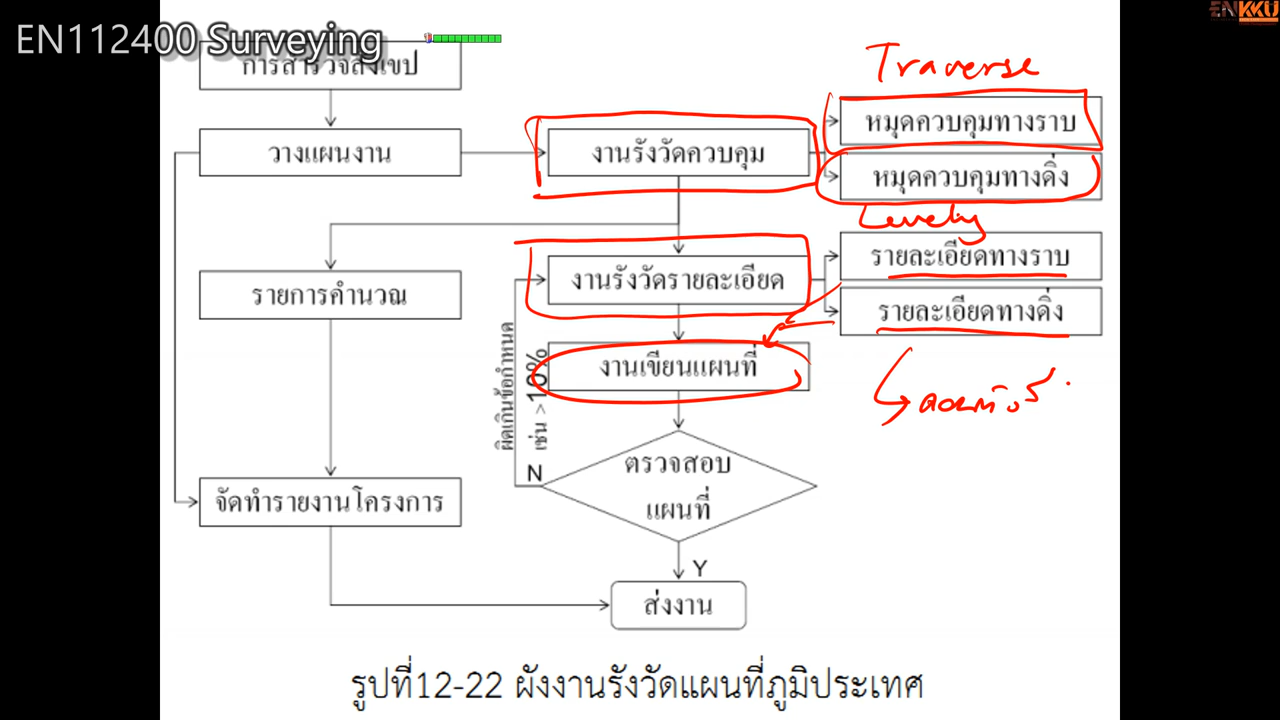 EN112400 Surveying
ENKKU
การสำรวจสังเขป
Traverse
หมุดควบคุมทางราบ
วางแผนงาน
งานรังวัดควบคุม
หมุดควบคุมทางดิ่ง
รายละเอียดทางราบ
งานรังวัดรายละเอียด
รายการคำนวณ
รายละเอียดทางดิ่ง
ผิดเกินข้อกำหนด
เช่น >10%
งานเขียนแผนที่
N
ตรวจสอบ
แผนที่
จัดทำรายงานโครงการ
Y
ส่งงาน
รูปที่12-22 ผังงานรังวัดแผนที่ภูมิประเทศ